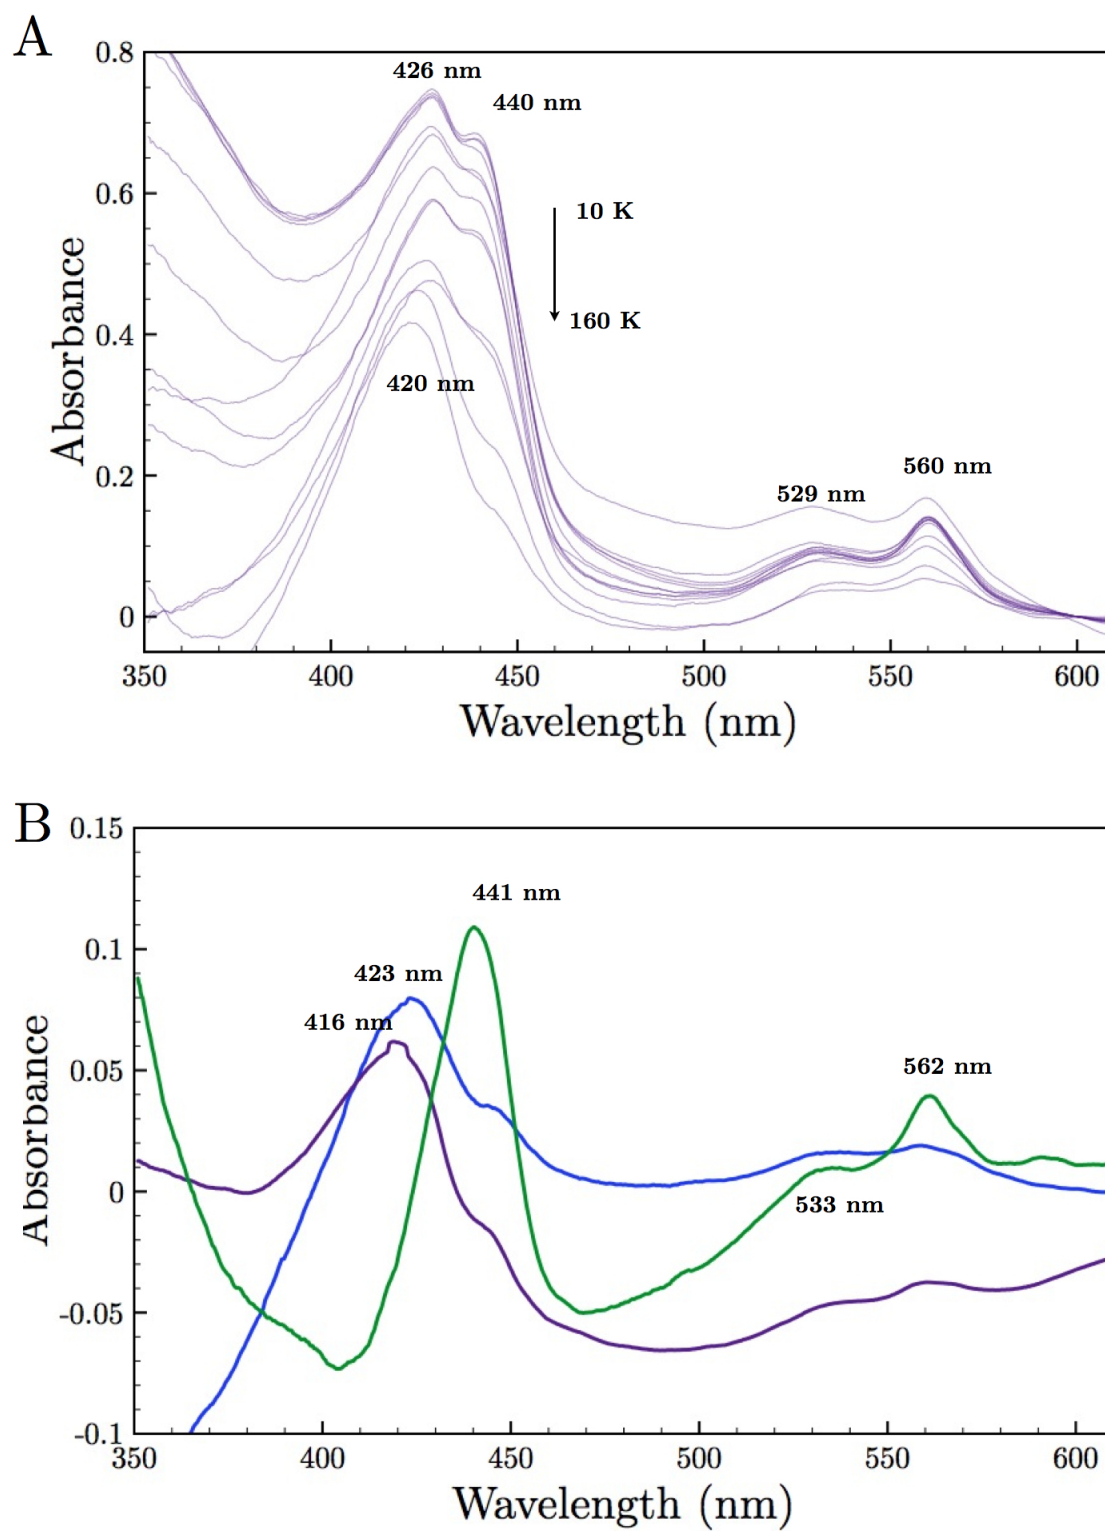 A
0.8
426 nm
440 nm
0.6
10 K
Absorbance
0.4
160 K
420 nm
0.2
560 nm
529 nm
0
350 400 450 500 550 600
Wavelength (nm)
B
0.15
441 nm
0.1
423 nm
416 nm
0.05
562 nm
Absorbance
0
533 nm
-0.05
-0.1
350 400 450 500 550 600
Wavelength (nm)